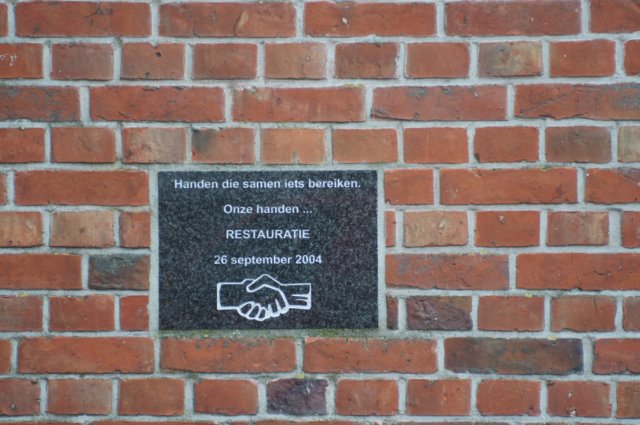 Handen die samen iets bereiken.
Onze handen ...
RESTAURATIE
26 september 2004